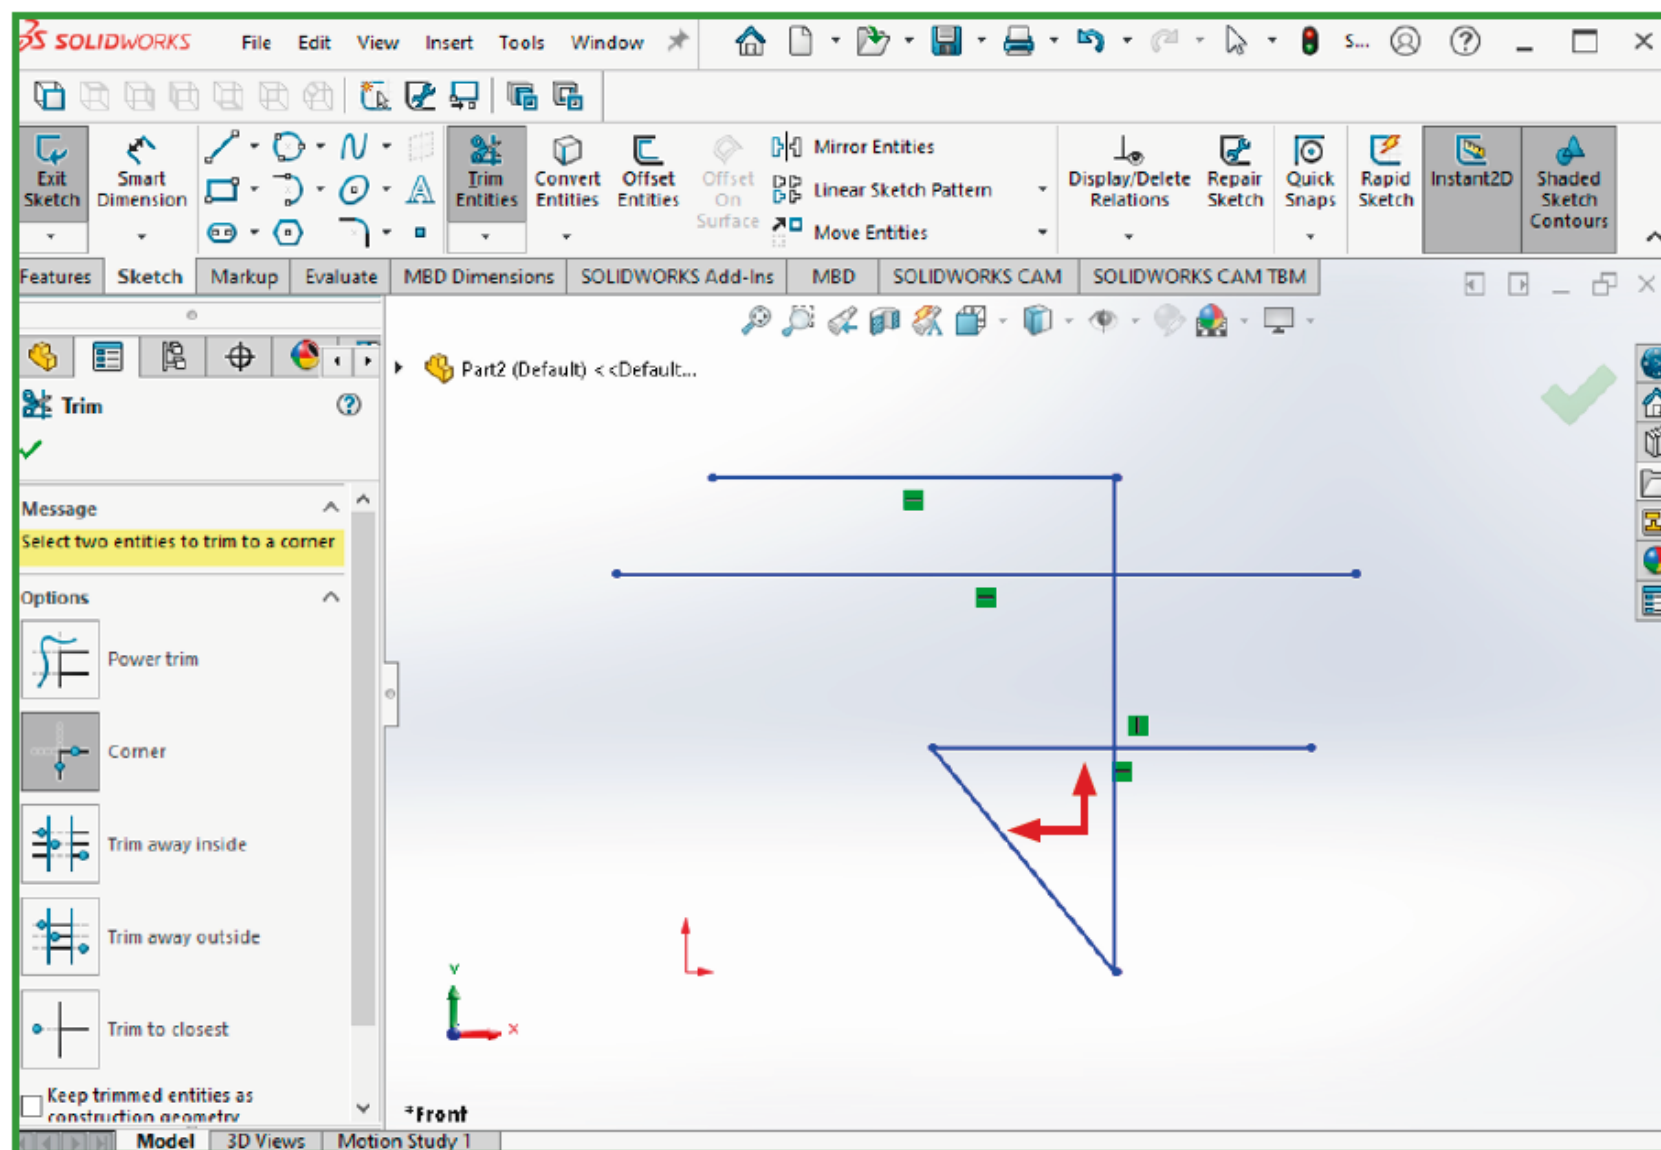 SOLIDWORKS File Edit View Insert Tools Window S...
Exit Sketch
Smart Dimension
Trim Entities
Convert Entities
Offset Entities
Offset On Surface
Mirror Entities
Linear Sketch Pattern
Move Entities
Display/Delete Relations
Repair Sketch
Quick Snaps
Rapid Sketch
Instant2D
Shaded Sketch Contours
Features Sketch Markup Evaluate MBD Dimensions SOLIDWORKS Add-Ins MBD SOLIDWORKS CAM SOLIDWORKS CAM TBM
Part2 (Default) <<Default...
Trim
Message
Select two entities to trim to a corner
Options
Power trim
Corner
Trim away inside
Trim away outside
Trim to closest
Keep trimmed entities as
construction geometry
Y
X
*Front
Model 3D Views Motion Study 1